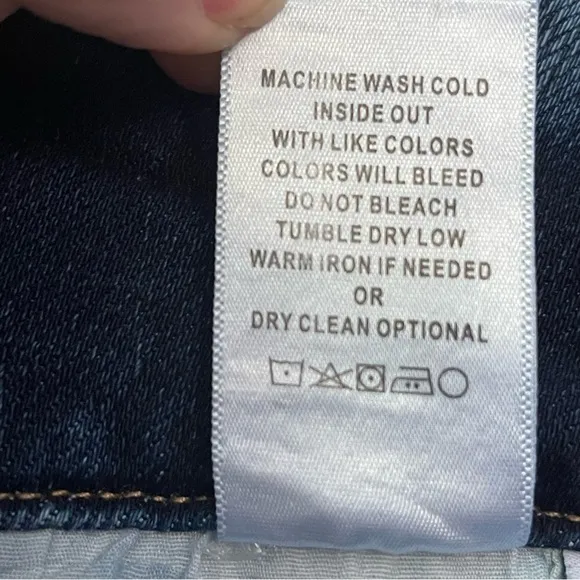 MACHINE WASH COLD
INSIDE OUT
WITH LIKE COLORS
COLORS WILL BLEED
DO NOT BLEACH
TUMBLE DRY LOW
WARM IRON IF NEEDED
OR
DRY CLEAN OPTIONAL